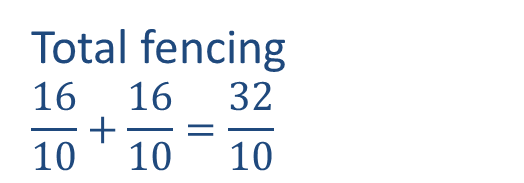 Total fencing
16/10 + 16/10 = 32/10